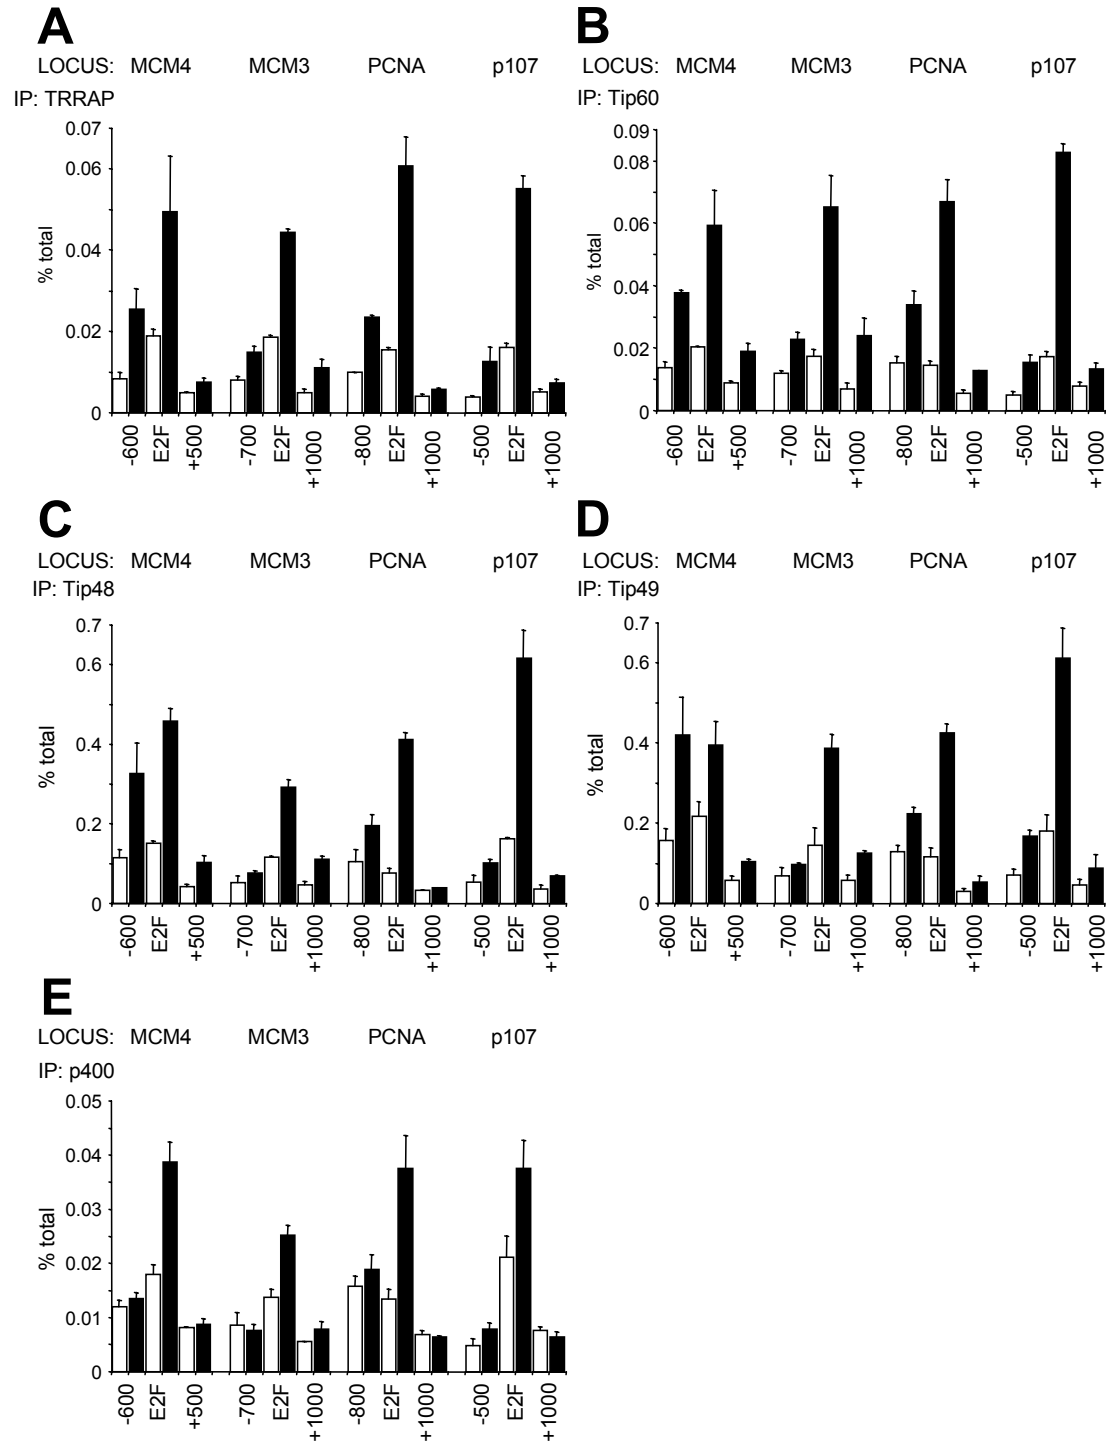 A
LOCUS: MCM4 MCM3 PCNA p107
IP: TRRAP
% total
0.07
0.06
0.04
0.02
0
-600 E2F +500 -700 E2F +1000 -800 E2F +1000 -500 E2F +1000
B
LOCUS: MCM4 MCM3 PCNA p107
IP: Tip60
% total
0.09
0.08
0.06
0.04
0.02
0
-600 E2F +500 -700 E2F +1000 -800 E2F +1000 -500 E2F +1000
C
LOCUS: MCM4 MCM3 PCNA p107
IP: Tip48
% total
0.7
0.6
0.4
0.2
0
-600 E2F +500 -700 E2F +1000 -800 E2F +1000 -500 E2F +1000
D
LOCUS: MCM4 MCM3 PCNA p107
IP: Tip49
% total
0.7
0.6
0.4
0.2
0
-600 E2F +500 -700 E2F +1000 -800 E2F +1000 -500 E2F +1000
E
LOCUS: MCM4 MCM3 PCNA p107
IP: p400
% total
0.05
0.04
0.03
0.02
0.01
0
-600 E2F +500 -700 E2F +1000 -800 E2F +1000 -500 E2F +1000